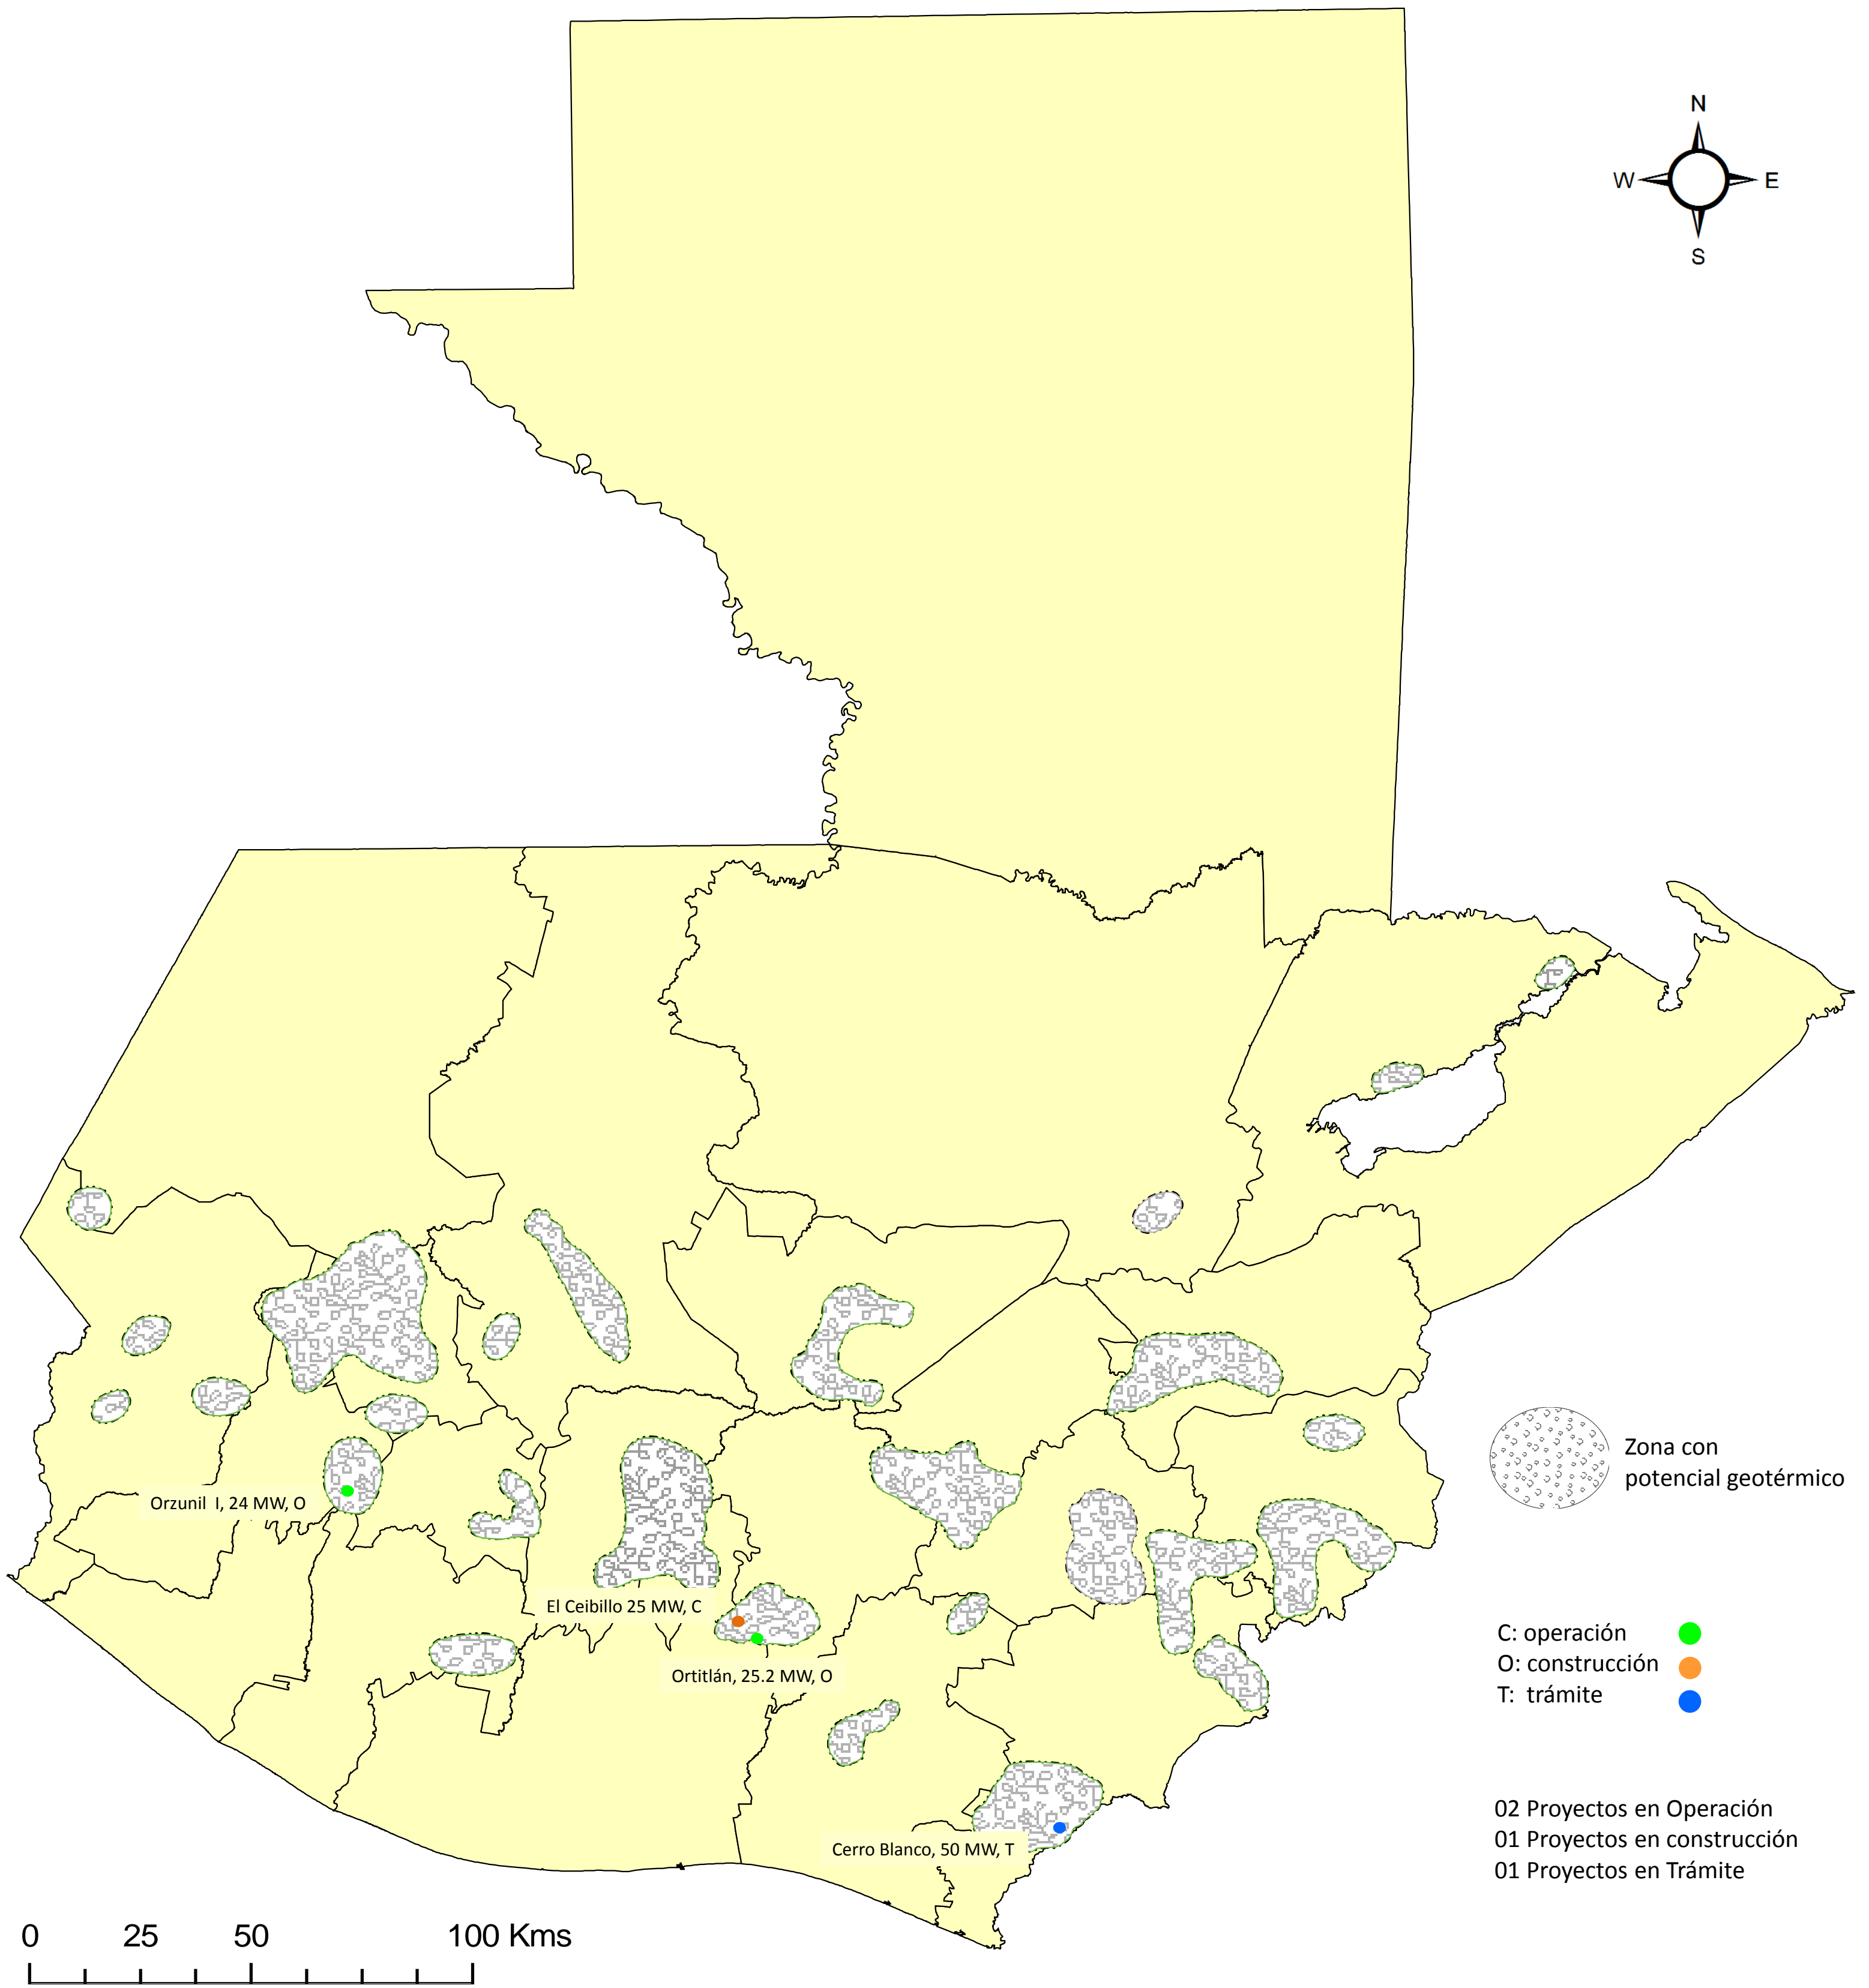 N
W E
S
Zona con
potencial geotérmico
Orzunil I, 24 MW, O
El Ceibillo 25 MW, C
Ortitlán, 25.2 MW, O
C: operación
O: construcción
T: trámite
Cerro Blanco, 50 MW, T
02 Proyectos en Operación
01 Proyectos en construcción
01 Proyectos en Trámite
0 25 50 100 Kms